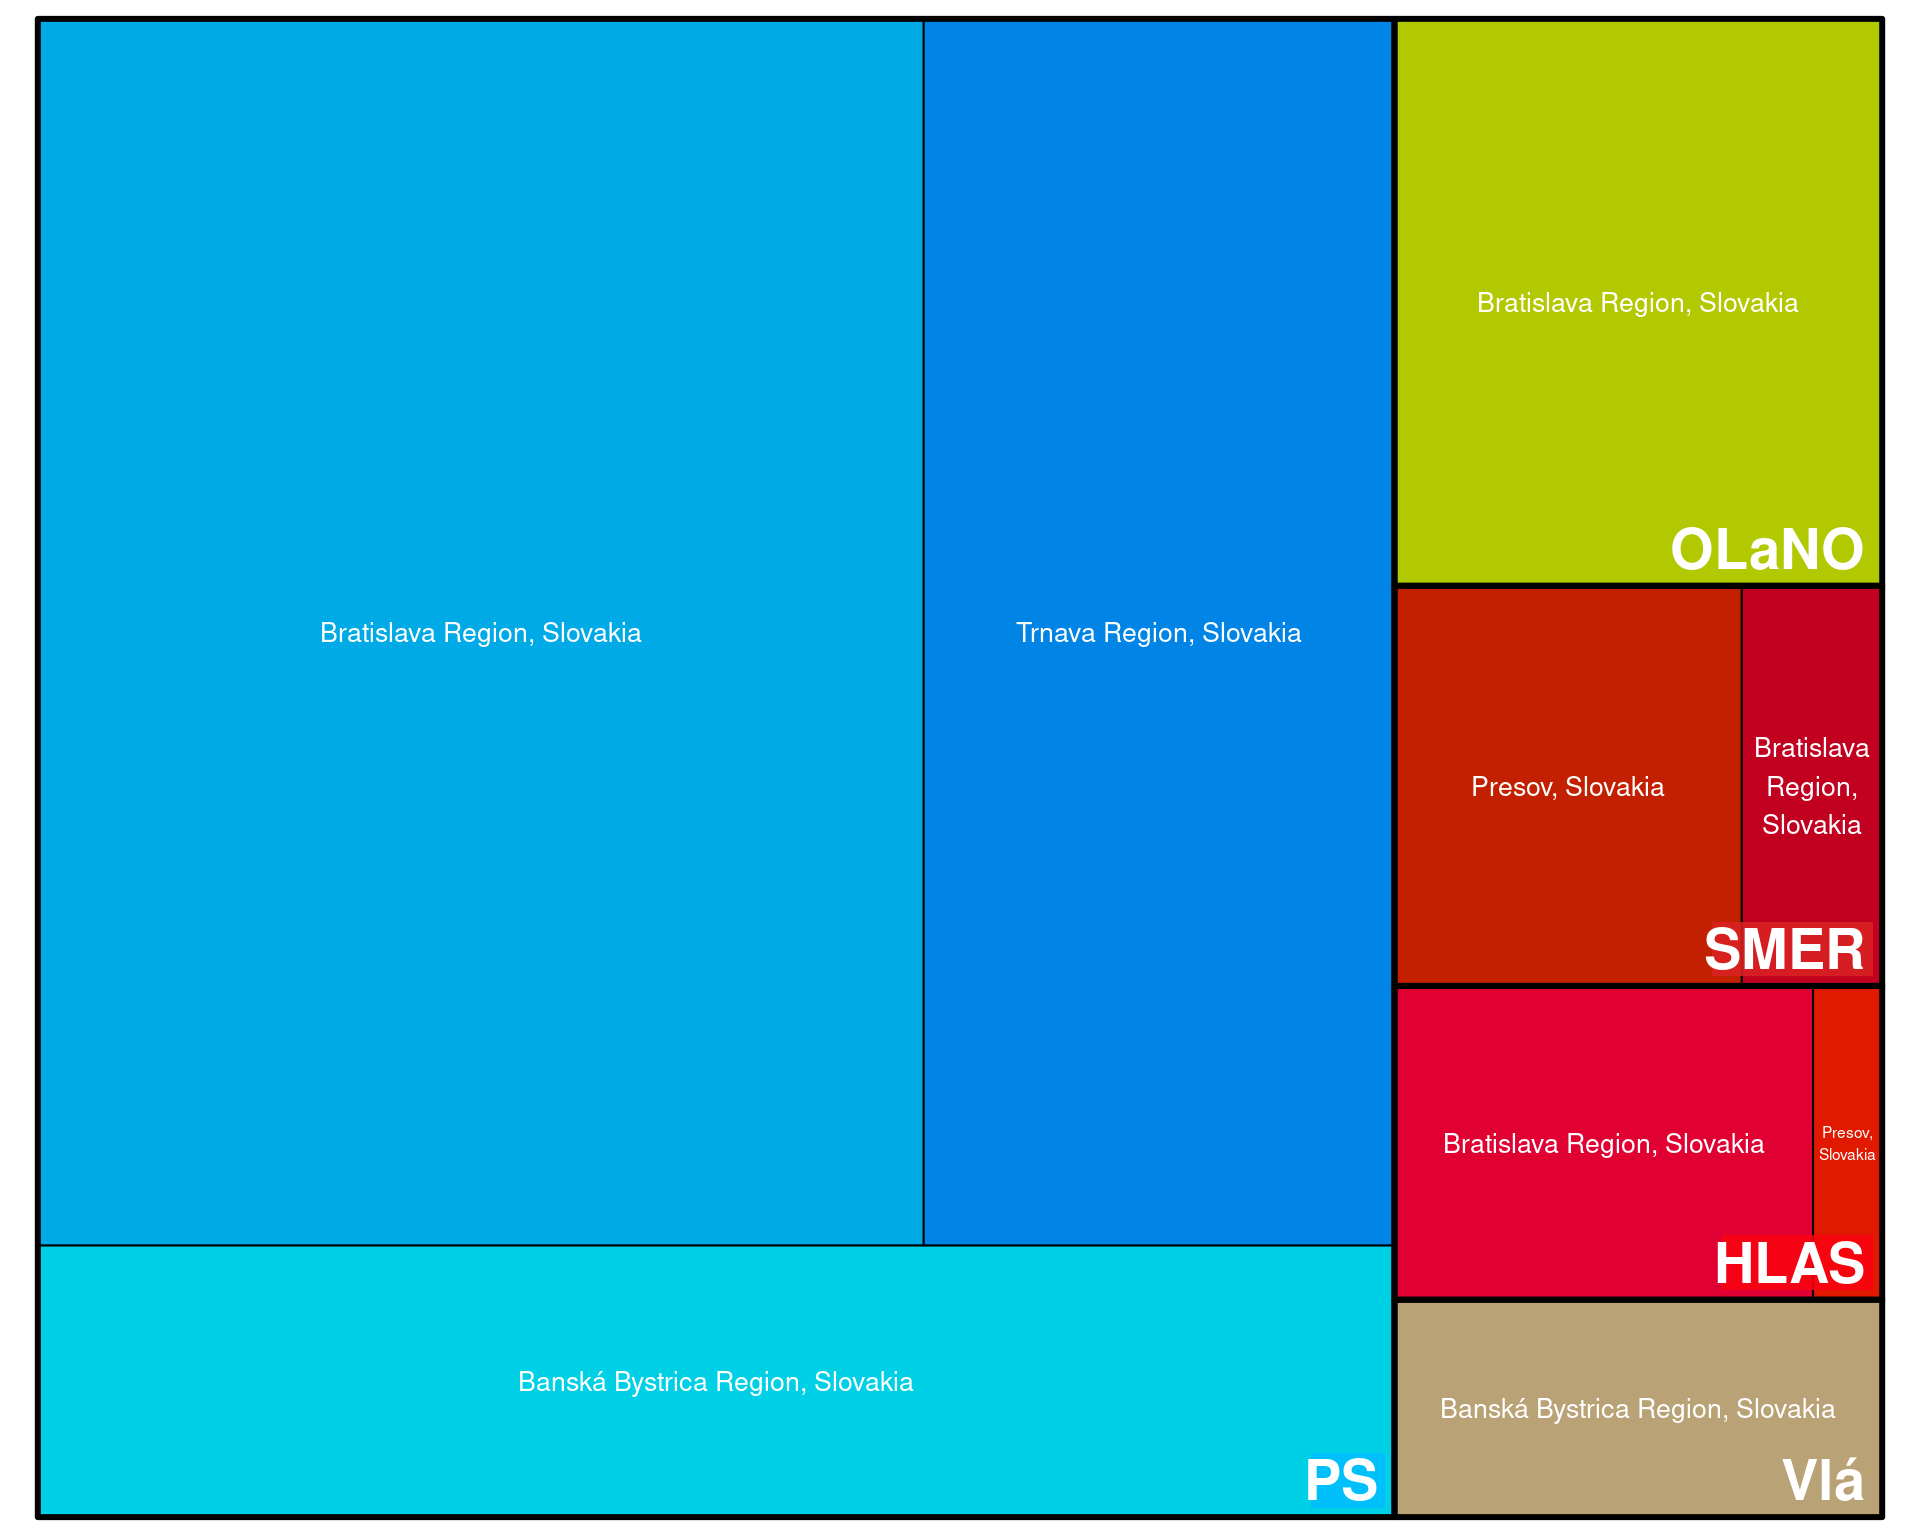 Bratislava Region, Slovakia
Trnava Region, Slovakia
Banská Bystrica Region, Slovakia
PS
Bratislava Region, Slovakia
OLaNO
Presov, Slovakia
Bratislava
Region,
Slovakia
SMER
Bratislava Region, Slovakia
Presov,
Slovakia
HLAS
Banská Bystrica Region, Slovakia
Vlá